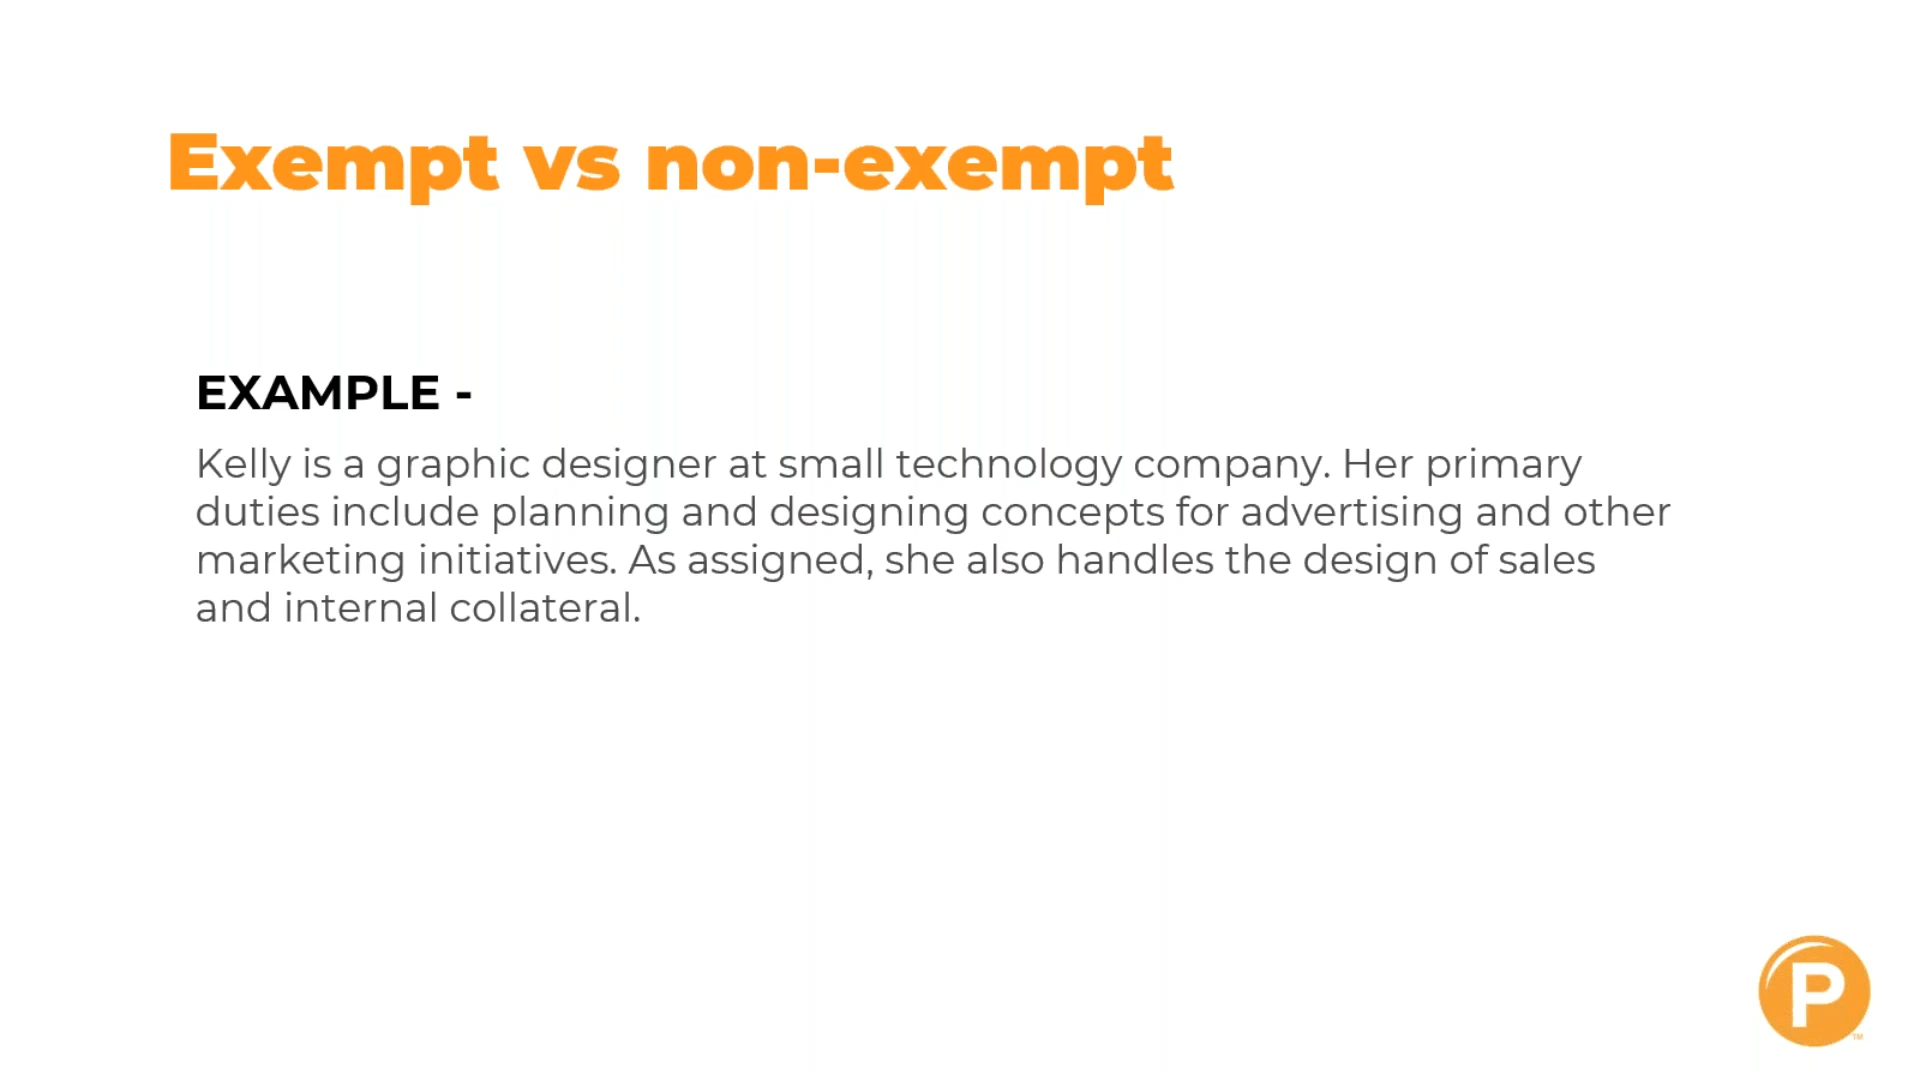 Exempt vs non-exempt
EXAMPLE -
Kelly is a graphic designer at small technology company. Her primary
duties include planning and designing concepts for advertising and other
marketing initiatives. As assigned, she also handles the design of sales
and internal collateral.
P
TM